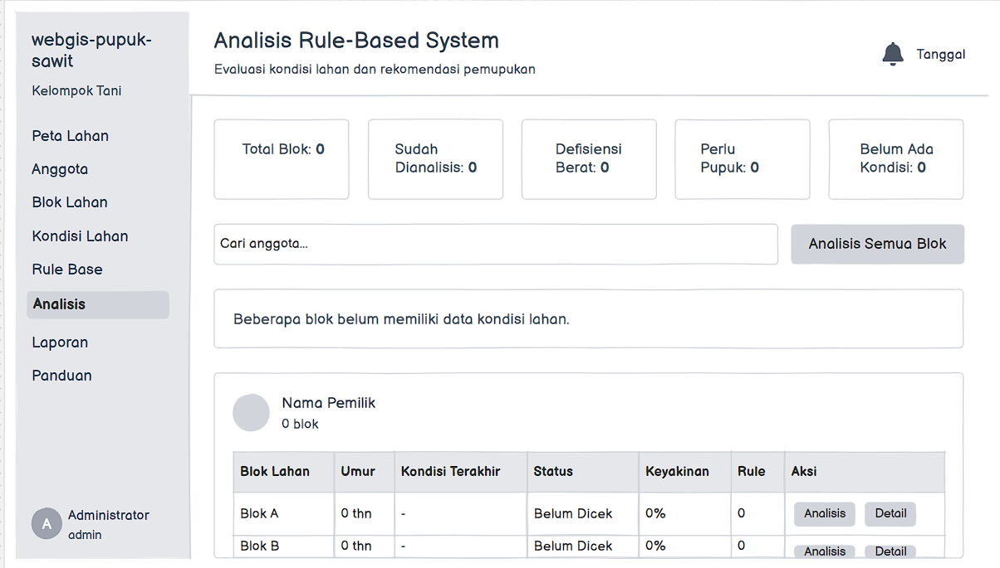 webgis-pupuk-
sawit
Kelompok Tani
Peta Lahan
Anggota
Blok Lahan
Kondisi Lahan
Rule Base
Analisis
Laporan
Panduan
A
Administrator
admin
Analisis Rule-Based System
Evaluasi kondisi lahan dan rekomendasi pemupukan
Tanggal
Total Blok: 0
Sudah
Dianalisis: 0
Defisiensi
Berat: 0
Perlu
Pupuk: 0
Belum Ada
Kondisi: 0
Cari anggota...
Analisis Semua Blok
Beberapa blok belum memiliki data kondisi lahan.
Nama Pemilik
0 blok
Blok Lahan Umur Kondisi Terakhir Status Keyakinan Rule Aksi
Blok A 0 thn - Belum Dicek 0% 0 Analisis Detail
Blok B 0 thn - Belum Dicek 0% 0 Analisis Detail